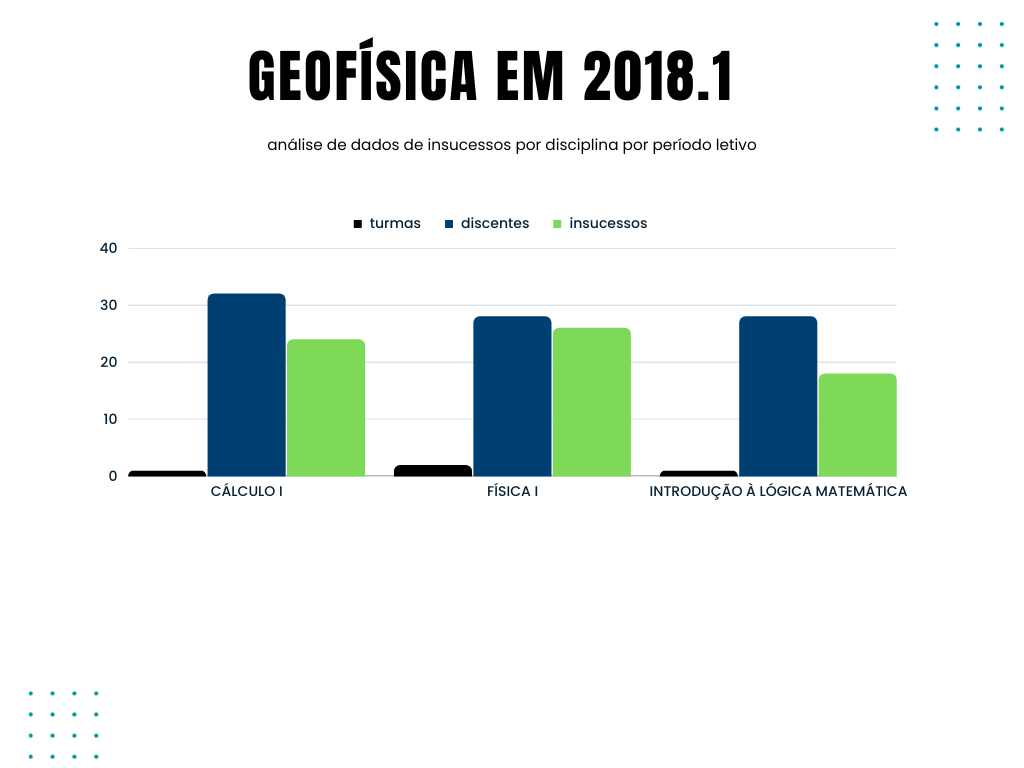 GEOFÍSICA EM 2018.1
análise de dados de insucessos por disciplina por período letivo
turmas discentes insucessos
40
30
20
10
0
CÁLCULO I FÍSICA I INTRODUÇÃO À LÓGICA MATEMÁTICA